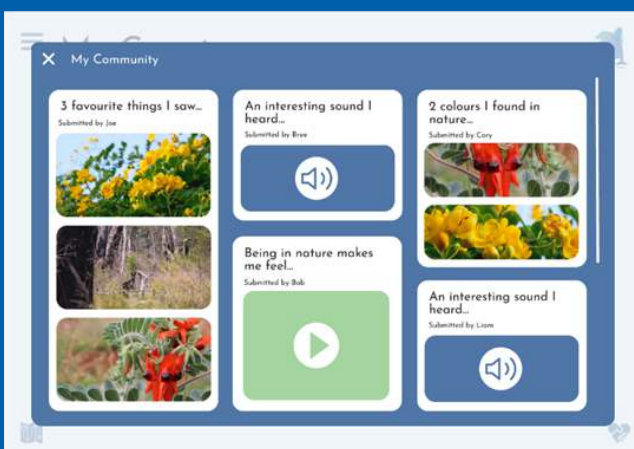 My Community
3 favourite things I saw...
Submitted by Joe
An interesting sound I
heard...
Submitted by Bree
Being in nature makes
me feel...
Submitted by Bob
2 colours I found in
nature...
Submitted by Cory
An interesting sound I
heard...
Submitted by Liam